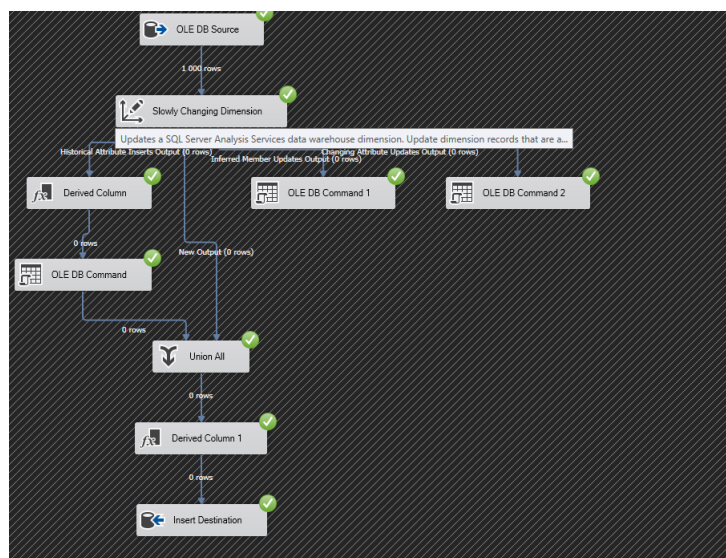 OLE DB Source
1 000 rows
Slowly Changing Dimension
Updates a SQL Server Analysis Services data warehouse dimension. Update dimension records that are a...
Historical Attribute Inserts Output (0 rows)
Inferred Member Updates Output (0 rows)
Changing Attribute Updates Output (0 rows)
Derived Column
OLE DB Command 1
OLE DB Command 2
0 rows
New Output (0 rows)
OLE DB Command
0 rows
Union All
0 rows
Derived Column 1
0 rows
Insert Destination